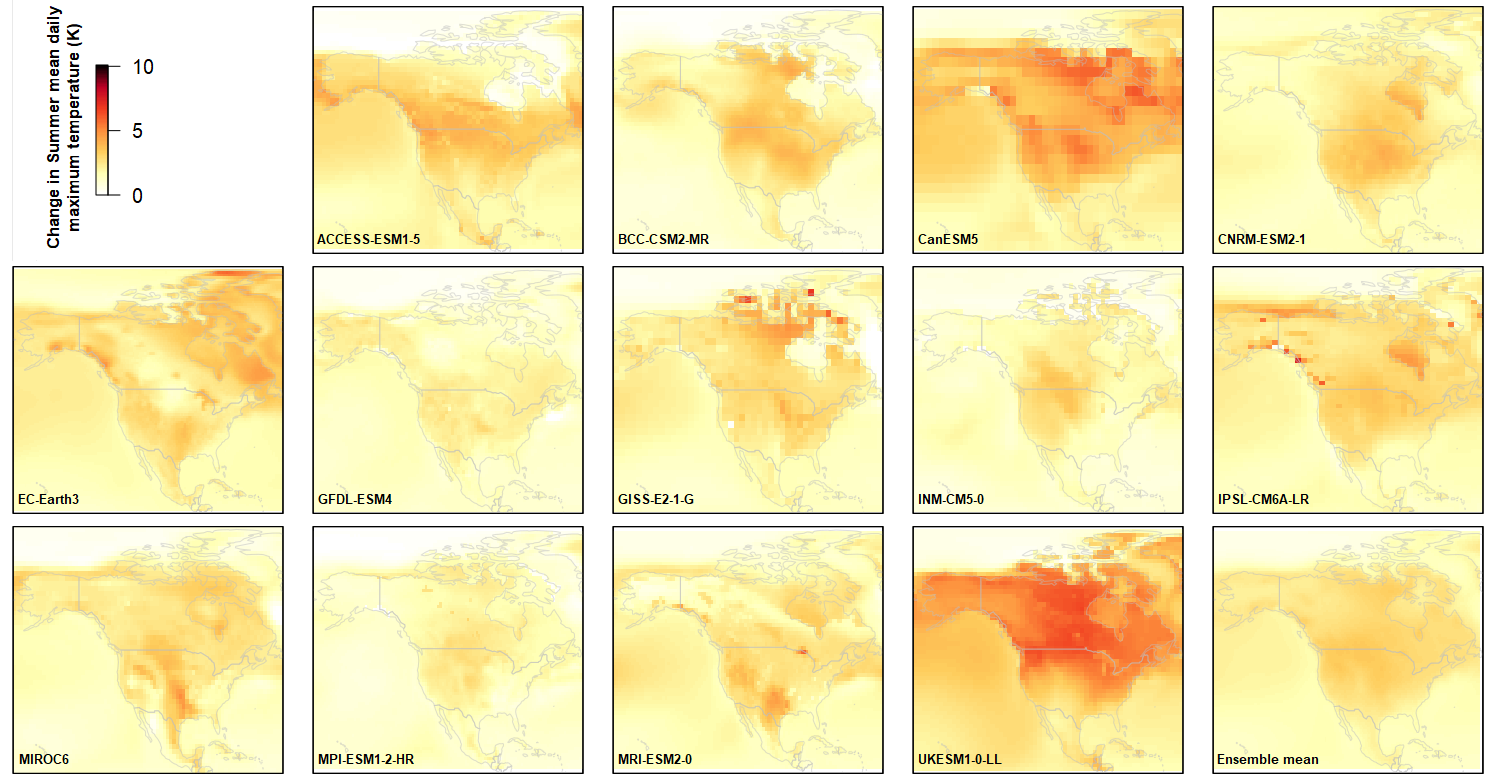 Change in Summer mean daily
maximum temperature (K)
10
5
0
ACCESS-ESM1-5
BCC-CSM2-MR
CanESM5
CNRM-ESM2-1
EC-Earth3
GFDL-ESM4
GISS-E2-1-G
INM-CM5-0
IPSL-CM6A-LR
MIROC6
MPI-ESM1-2-HR
MRI-ESM2-0
UKESM1-0-LL
Ensemble mean